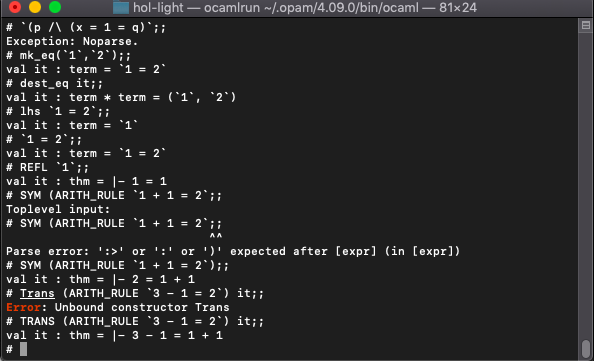 hol-light — ocamlrun ~/.opam/4.09.0/bin/ocaml — 81×24
# `(p /\ (x = 1 = q)`;;
Exception: Noparse.
# mk_eq(`1`,`2`);;
val it : term = `1 = 2`
# dest_eq it;;
val it : term * term = (`1`, `2`)
# lhs `1 = 2`;;
val it : term = `1`
# `1 = 2`;;
val it : term = `1 = 2`
# REFL `1`;;
val it : thm = |- 1 = 1
# SYM (ARITH_RULE `1 + 1 = 2`;;
Toplevel input:
# SYM (ARITH_RULE `1 + 1 = 2`;;
^^
Parse error: ':>' or ':' or ')' expected after [expr] (in [expr])
# SYM (ARITH_RULE `1 + 1 = 2`);;
val it : thm = |- 2 = 1 + 1
# Trans (ARITH_RULE `3 - 1 = 2`) it;;
Error: Unbound constructor Trans
# TRANS (ARITH_RULE `3 - 1 = 2`) it;;
val it : thm = |- 3 - 1 = 1 + 1
#